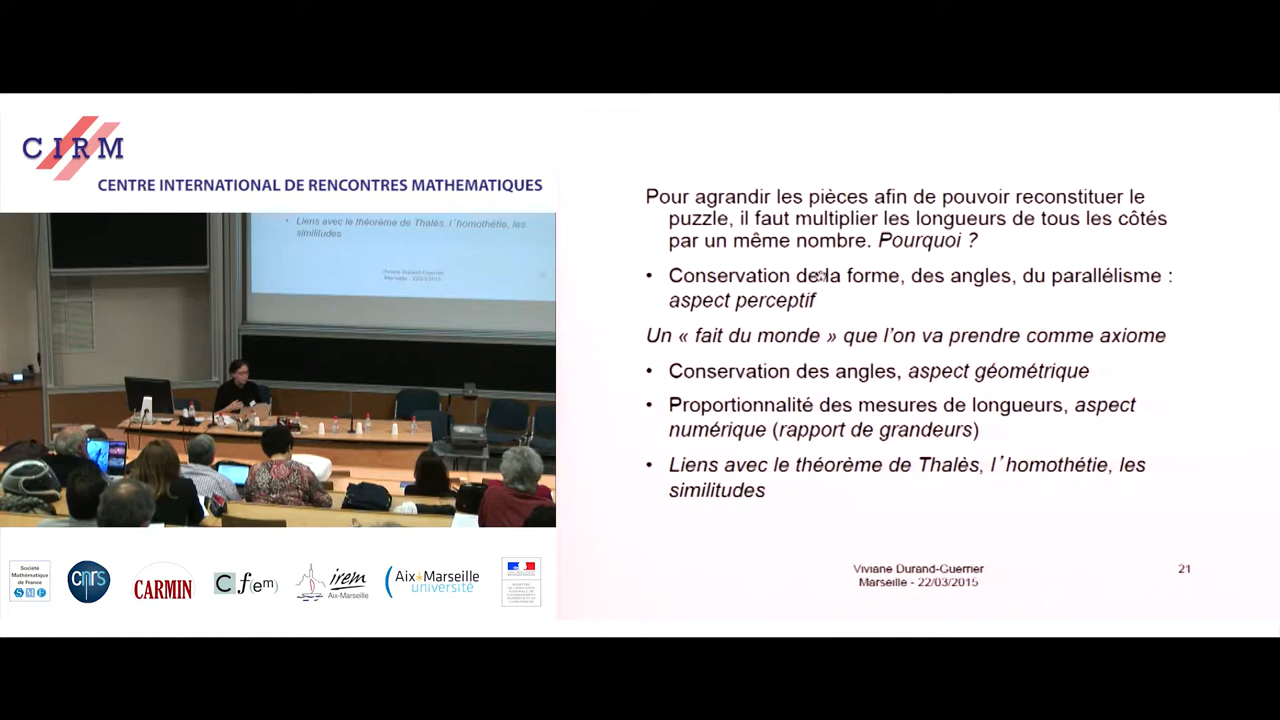 CIRM
CENTRE INTERNATIONAL DE RENCONTRES MATHEMATIQUES
• Liens avec le théorème de Thalès, l'homothétie, les
similitudes
Viviane Durand-Guerrier
Marseille - 22/03/2015
Pour agrandir les pièces afin de pouvoir reconstituer le
puzzle, il faut multiplier les longueurs de tous les côtés
par un même nombre. Pourquoi ?
• Conservation de la forme, des angles, du parallélisme :
aspect perceptif
Un « fait du monde » que l'on va prendre comme axiome
• Conservation des angles, aspect géométrique
• Proportionnalité des mesures de longueurs, aspect
numérique (rapport de grandeurs)
• Liens avec le théorème de Thalès, l'homothétie, les
similitudes
Viviane Durand-Guerrier
Marseille - 22/03/2015
21
Société
Mathématique
de France
SMF
cnrs
CARMIN
Cfem
irem
Aix-Marseille
Aix*Marseille
université